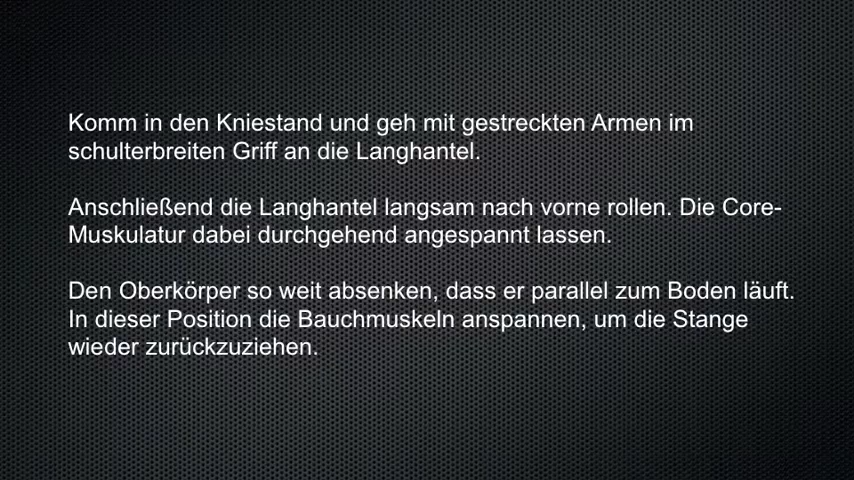 Komm in den Kniestand und geh mit gestreckten Armen im
schulterbreiten Griff an die Langhantel.
Anschließend die Langhantel langsam nach vorne rollen. Die Core-
Muskulatur dabei durchgehend angespannt lassen.
Den Oberkörper so weit absenken, dass er parallel zum Boden läuft.
In dieser Position die Bauchmuskeln anspannen, um die Stange
wieder zurückzuziehen.